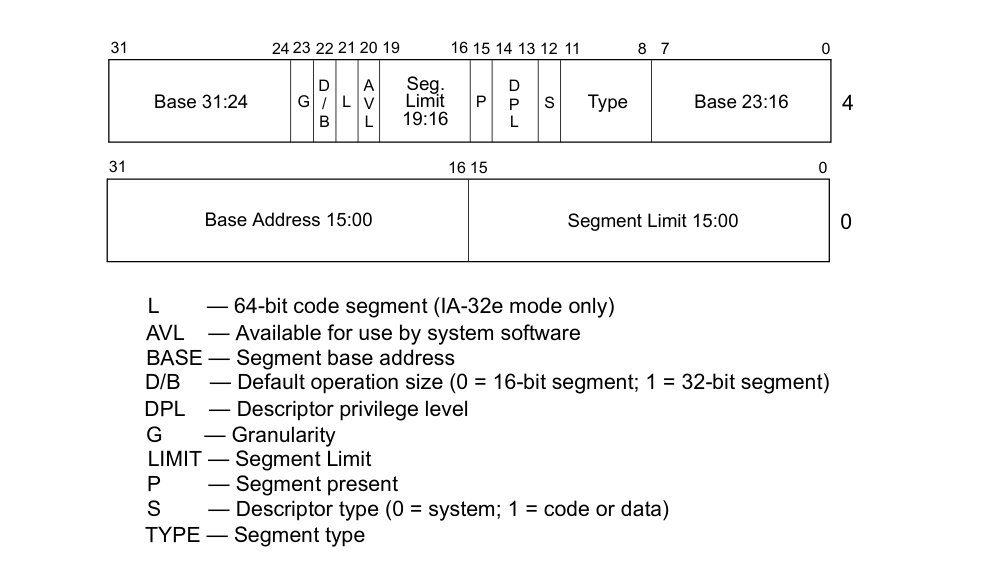 31 24 23 22 21 20 19 16 15 14 13 12 11 8 7 0
Base 31:24 G D/B L AVL Seg. Limit 19:16 P DPL S Type Base 23:16 4
31 16 15 0
Base Address 15:00 Segment Limit 15:00 0
L — 64-bit code segment (IA-32e mode only)
AVL — Available for use by system software
BASE — Segment base address
D/B — Default operation size (0 = 16-bit segment; 1 = 32-bit segment)
DPL — Descriptor privilege level
G — Granularity
LIMIT — Segment Limit
P — Segment present
S — Descriptor type (0 = system; 1 = code or data)
TYPE — Segment type